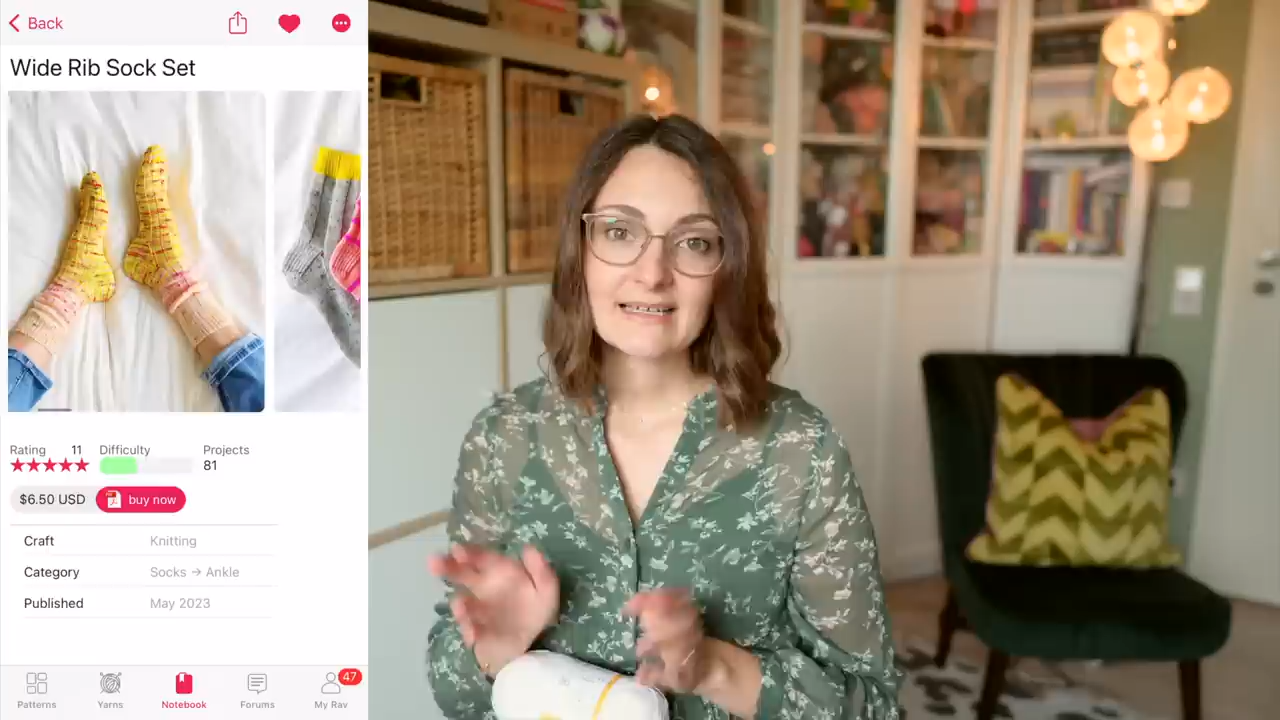 Back
Wide Rib Sock Set
Rating 11 Difficulty Projects
81
$6.50 USD buy now
Craft Knitting
Category Socks → Ankle
Published May 2023
47
Patterns Yarns Notebook Forums My Rav